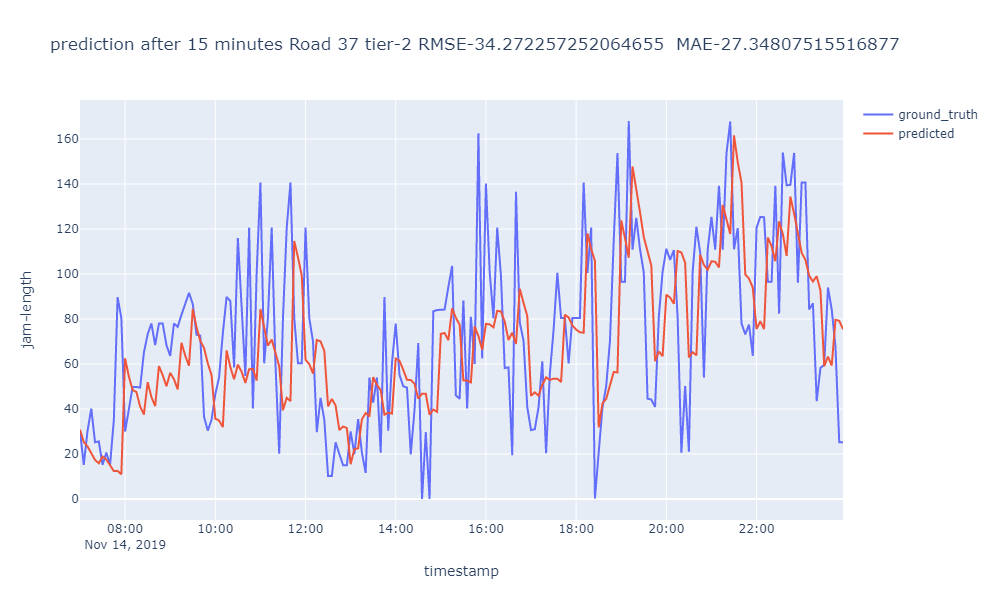 prediction after 15 minutes Road 37 tier-2 RMSE-34.272257252064655  MAE-27.34807515516877
ground_truth
predicted
160
140
120
100
80
60
40
20
0
jam-length
08:00 10:00 12:00 14:00 16:00 18:00 20:00 22:00
Nov 14, 2019
timestamp